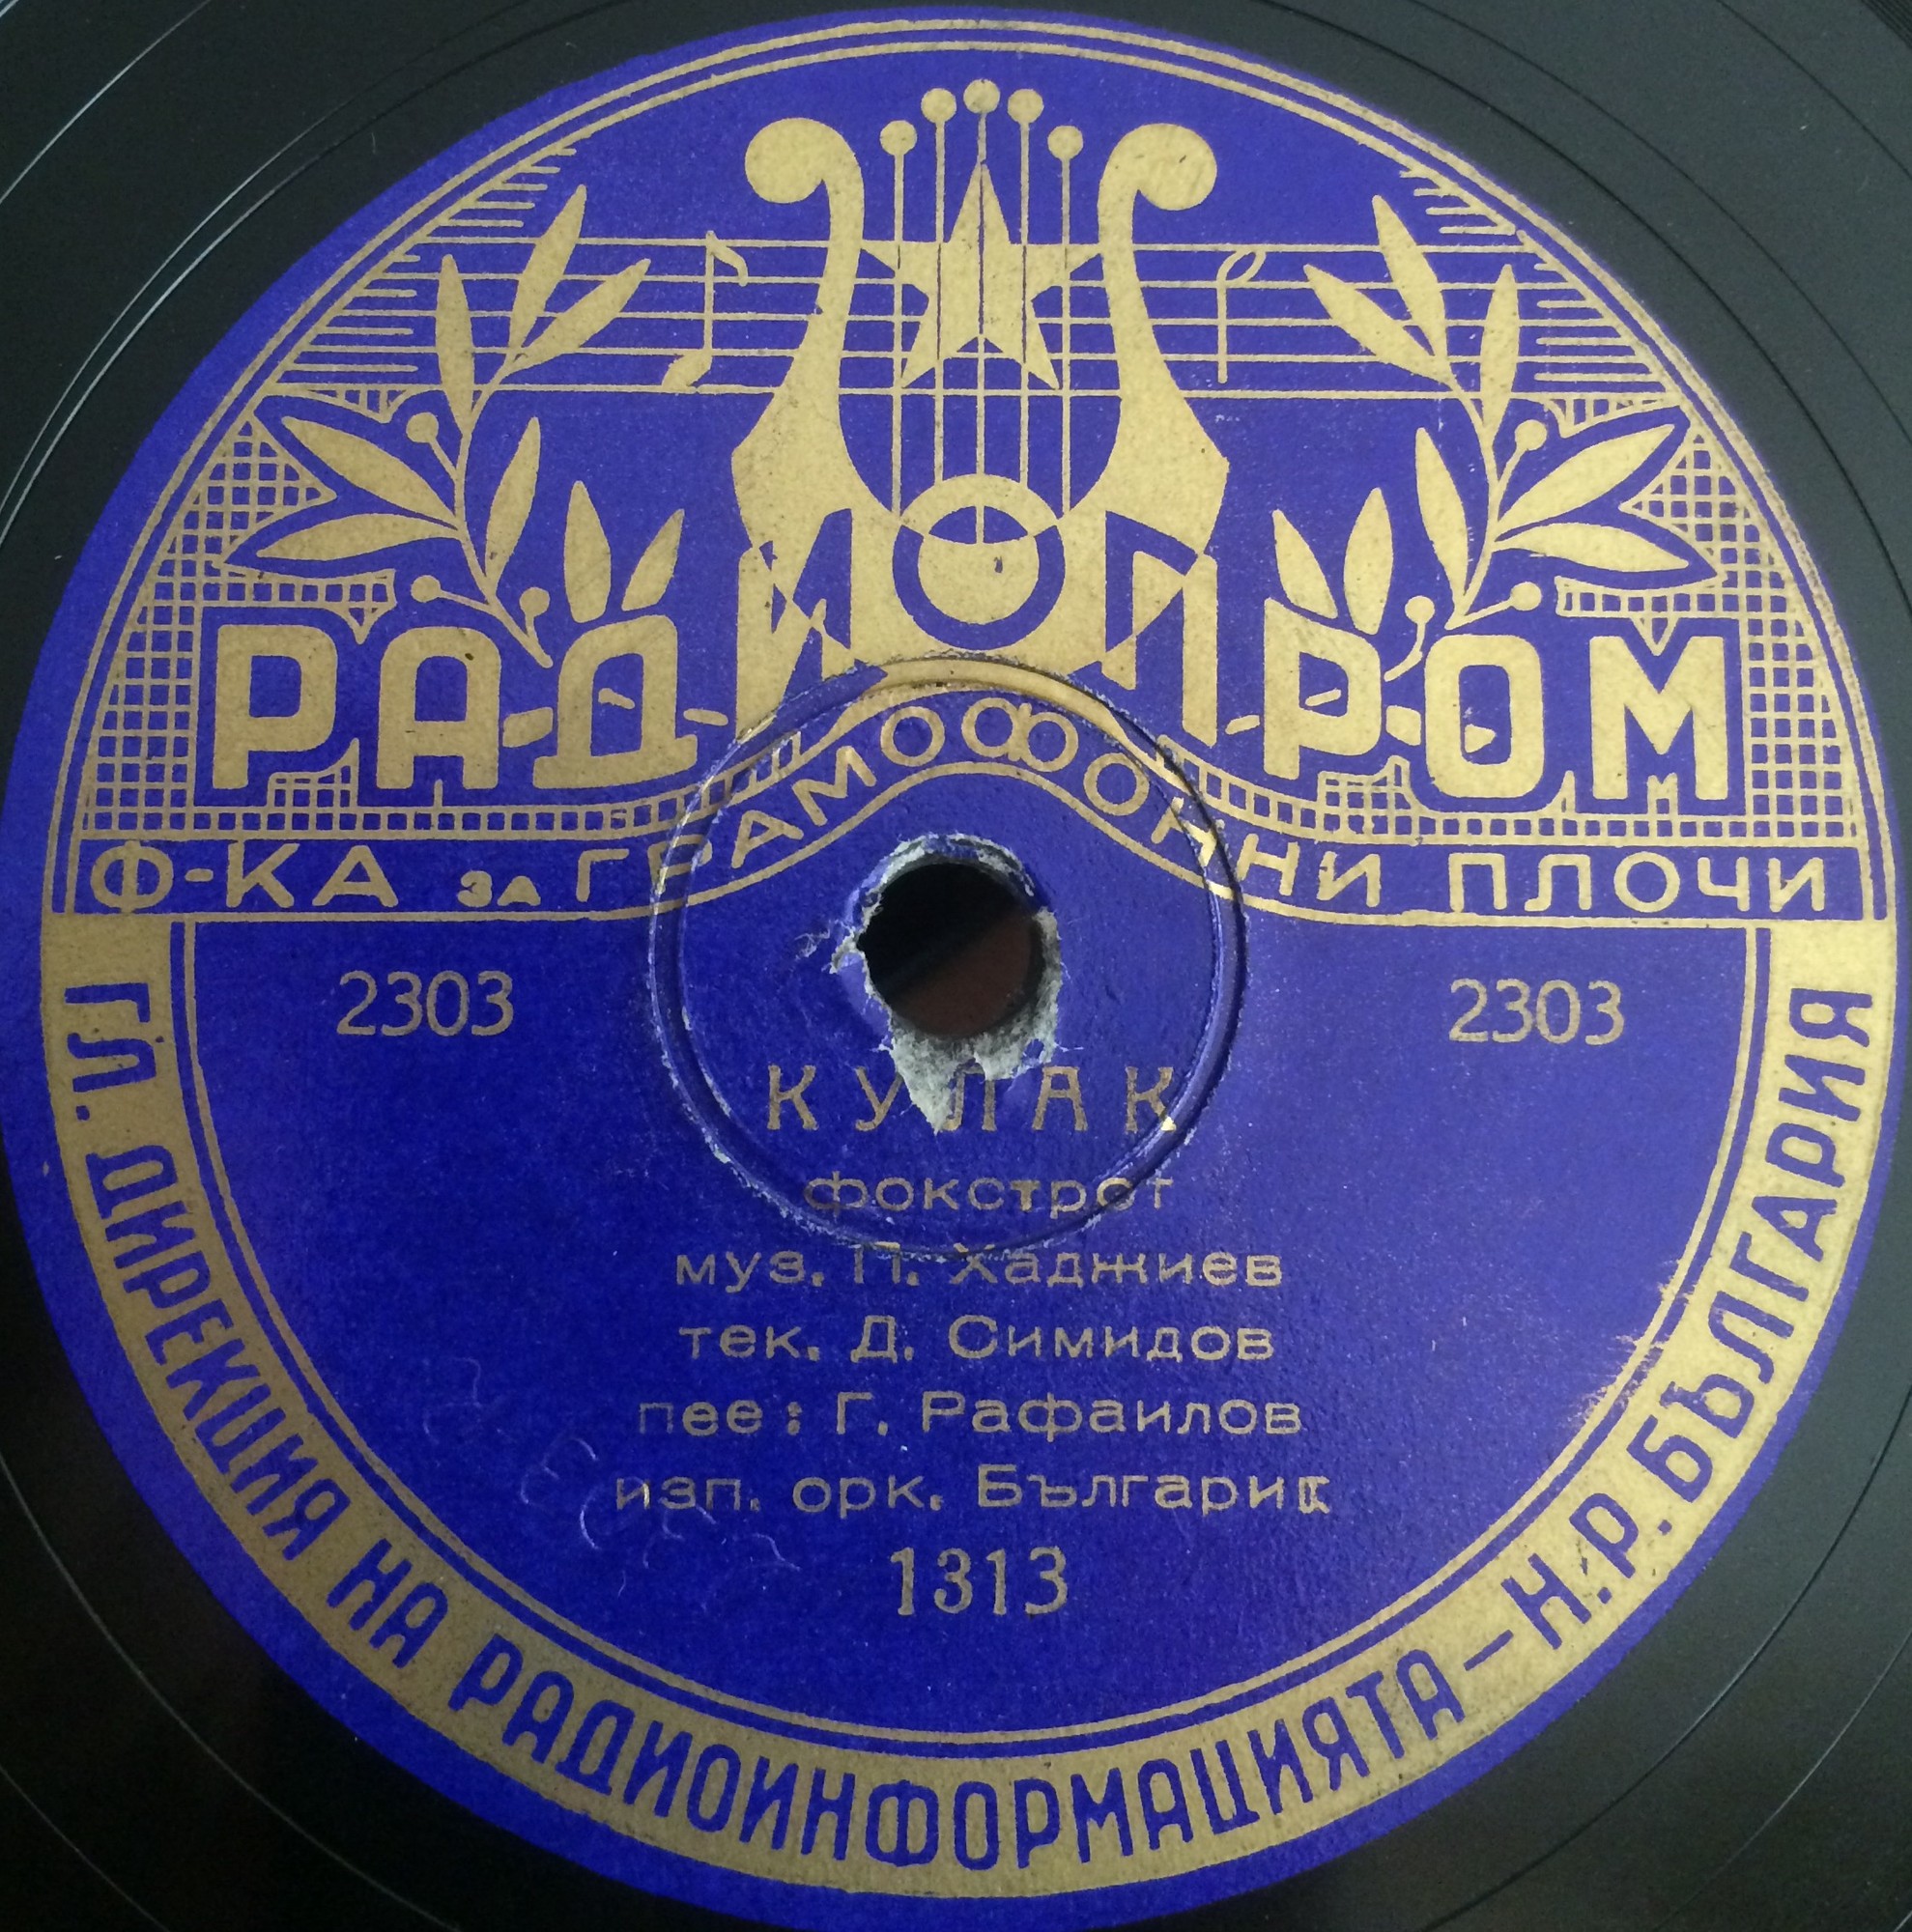 РАДИОПРОМ
Ф-КА ЗА ГРАМОФОННИ ПЛОЧИ
2303 2303
КУЛАК
фокстрот
муз. П. Хаджиев
тек. Д. Симидов
пее: Г. Рафаилов
изп. орк. България
1313
ГЛ. ДИРЕКЦИЯ НА РАДИОИНФОРМАЦИЯТА — Н.Р. БЪЛГАРИЯ